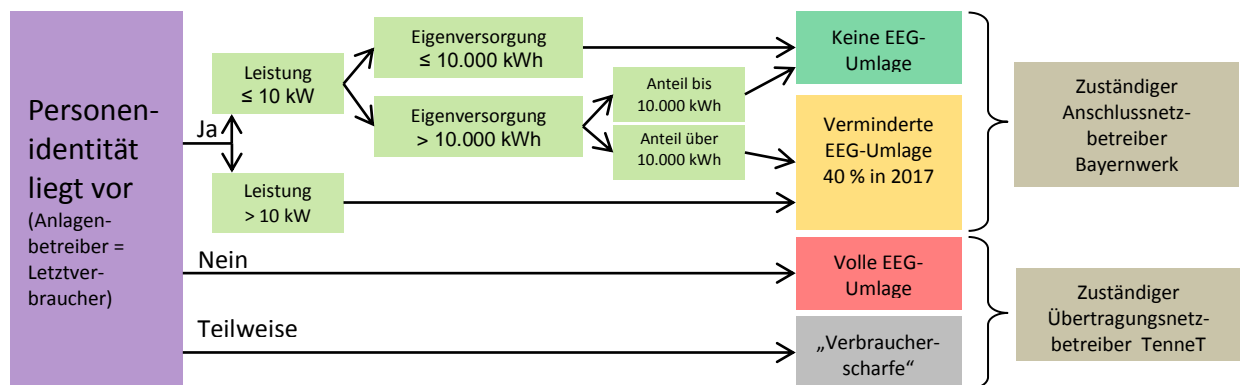 Personen-
identität
liegt vor
(Anlagen-
betreiber =
Letztver-
braucher)
Ja
Leistung
≤ 10 kW
Eigenversorgung
≤ 10.000 kWh
Eigenversorgung
> 10.000 kWh
Anteil bis
10.000 kWh
Anteil über
10.000 kWh
Leistung
> 10 kW
Nein
Teilweise
Keine EEG-
Umlage
Verminderte
EEG-Umlage
40 % in 2017
Volle EEG-
Umlage
„Verbraucher-
scharfe“
Zuständiger
Anschlussnetz-
betreiber
Bayernwerk
Zuständiger
Übertragungsnetz-
betreiber TenneT